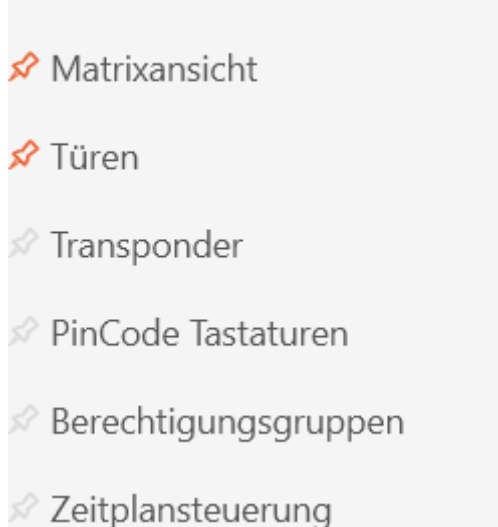 Matrixansicht
Türen
Transponder
PinCode Tastaturen
Berechtigungsgruppen
Zeitplansteuerung